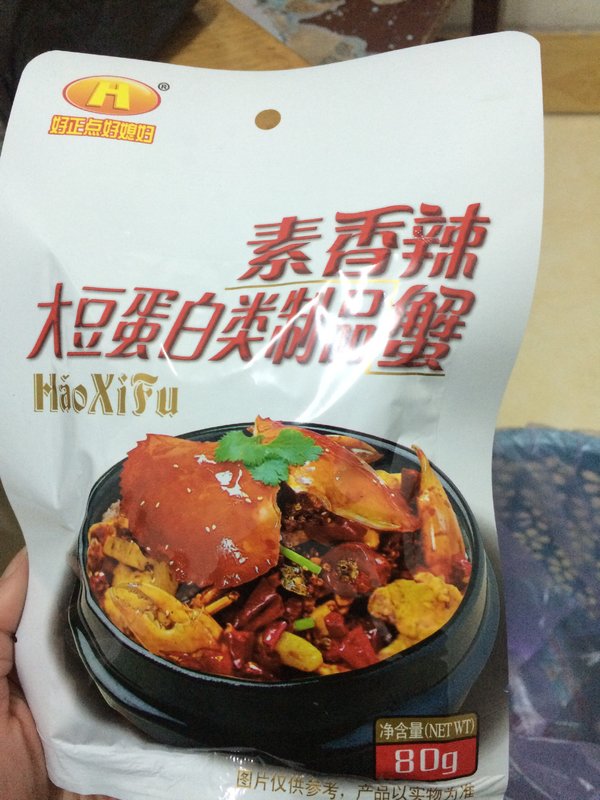 H®
好正点好媳妇
素香辣
大豆蛋白类制品蟹
HǎoXiFu
净含量(NET WT)
80g
图片仅供参考，产品以实物为准